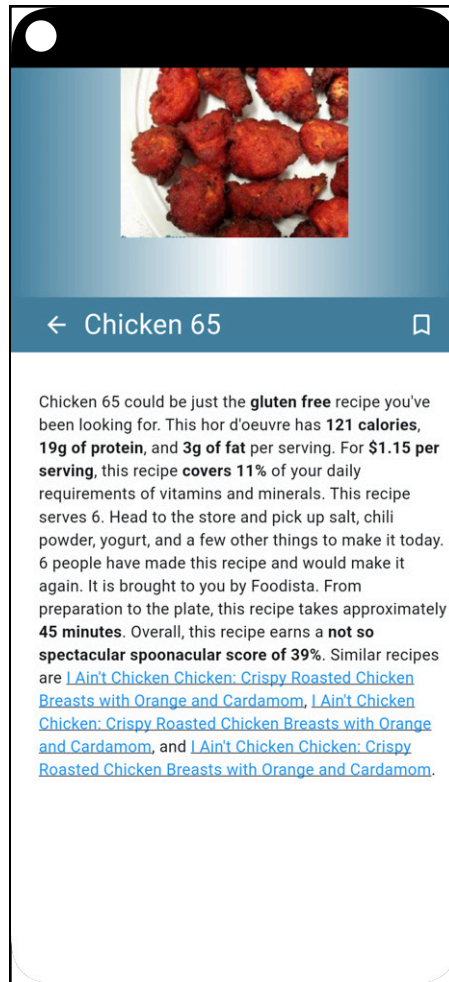 Chicken 65
Chicken 65 could be just the gluten free recipe you've
been looking for. This hor d'oeuvre has 121 calories,
19g of protein, and 3g of fat per serving. For $1.15 per
serving, this recipe covers 11% of your daily
requirements of vitamins and minerals. This recipe
serves 6. Head to the store and pick up salt, chili
powder, yogurt, and a few other things to make it today.
6 people have made this recipe and would make it
again. It is brought to you by Foodista. From
preparation to the plate, this recipe takes approximately
45 minutes. Overall, this recipe earns a not so
spectacular spoonacular score of 39%. Similar recipes
are I Ain't Chicken Chicken: Crispy Roasted Chicken
Breasts with Orange and Cardamom, I Ain't Chicken
Chicken: Crispy Roasted Chicken Breasts with Orange
and Cardamom, and I Ain't Chicken Chicken: Crispy
Roasted Chicken Breasts with Orange and Cardamom.